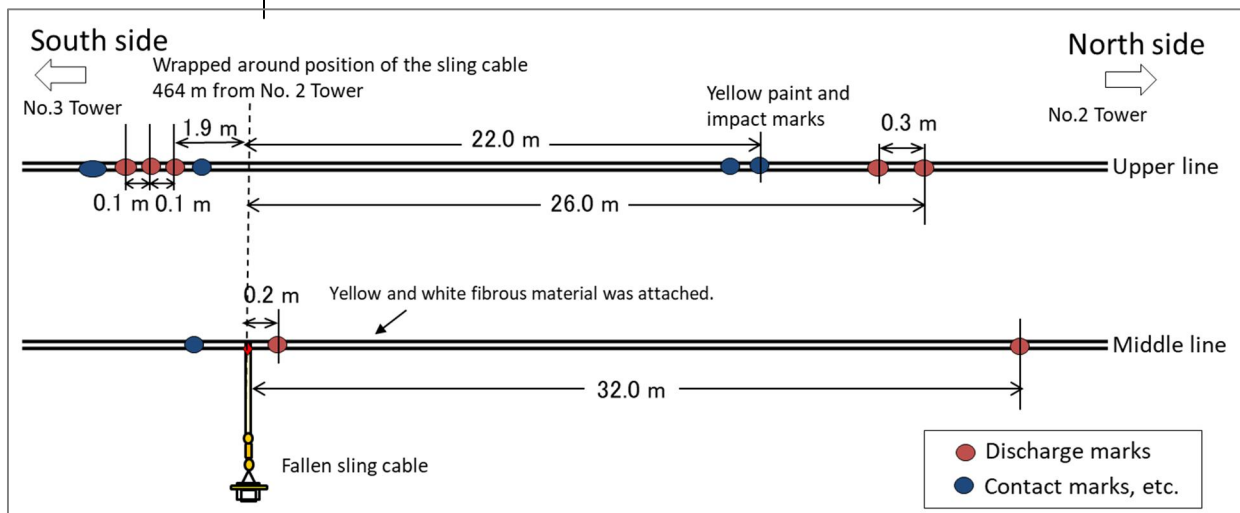 South side
North side
No.3 Tower
No.2 Tower
Wrapped around position of the sling cable
464 m from No. 2 Tower
Yellow paint and
impact marks
1.9 m
22.0 m
0.3 m
Upper line
0.1 m
0.1 m
26.0 m
0.2 m
Yellow and white fibrous material was attached.
Middle line
32.0 m
Fallen sling cable
Discharge marks
Contact marks, etc.